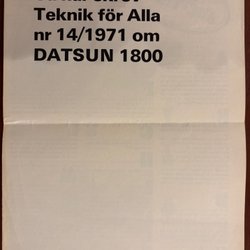 Teknik för Alla
nr 14/1971 om
DATSUN 1800